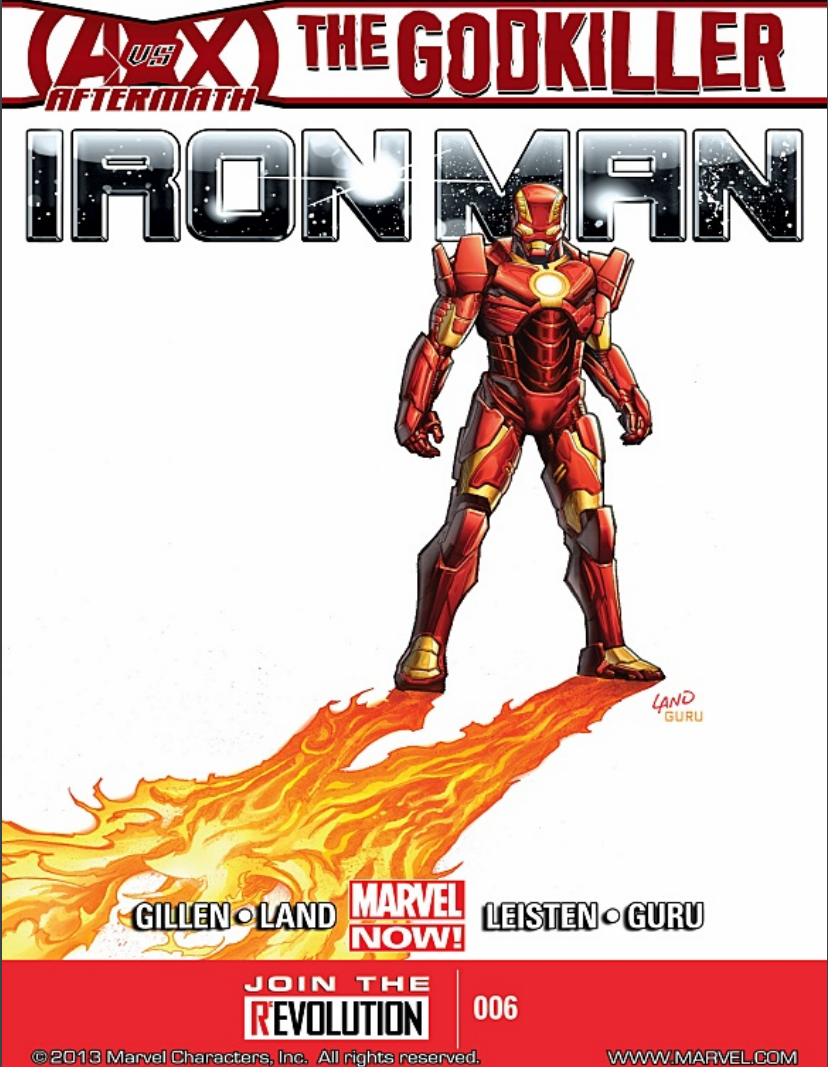 A VS X
AFTERMATH
THE GODKILLER
IRON MAN
LAND
GURU
GILLEN • LAND
MARVEL
NOW!
LEISTEN • GURU
JOIN THE
REVOLUTION
006
© 2013 Marvel Characters, Inc. All rights reserved.
WWW.MARVEL.COM